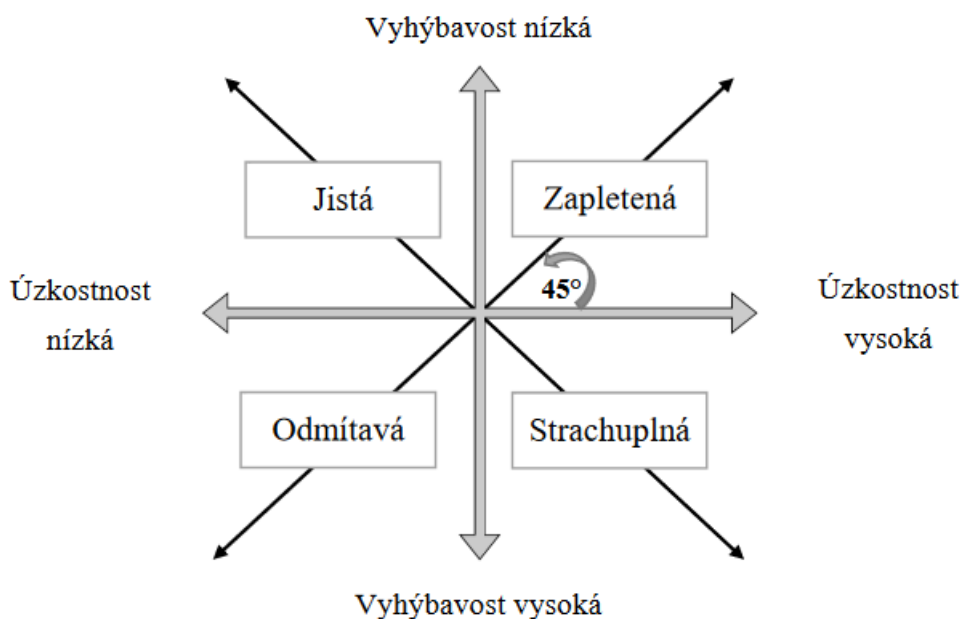 Vyhýbavost nízká
Jistá
Zapletená
45°
Úzkostnost
nízká
Úzkostnost
vysoká
Odmítavá
Strachuplná
Vyhýbavost vysoká